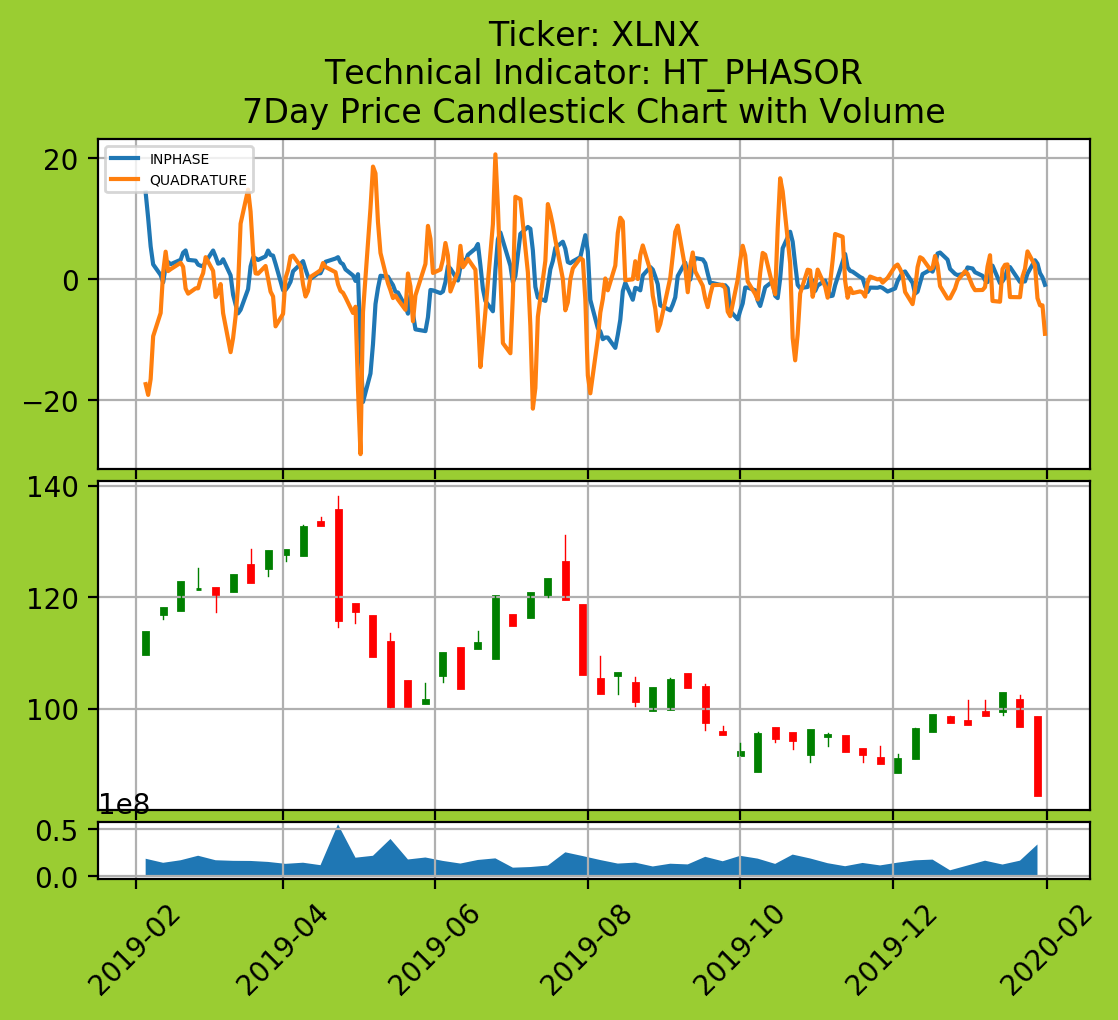 Ticker: XLNX
Technical Indicator: HT_PHASOR
7Day Price Candlestick Chart with Volume
INPHASE
QUADRATURE
20
0
−20
140
120
100
1e8
0.5
0.0
2019-02
2019-04
2019-06
2019-08
2019-10
2019-12
2020-02